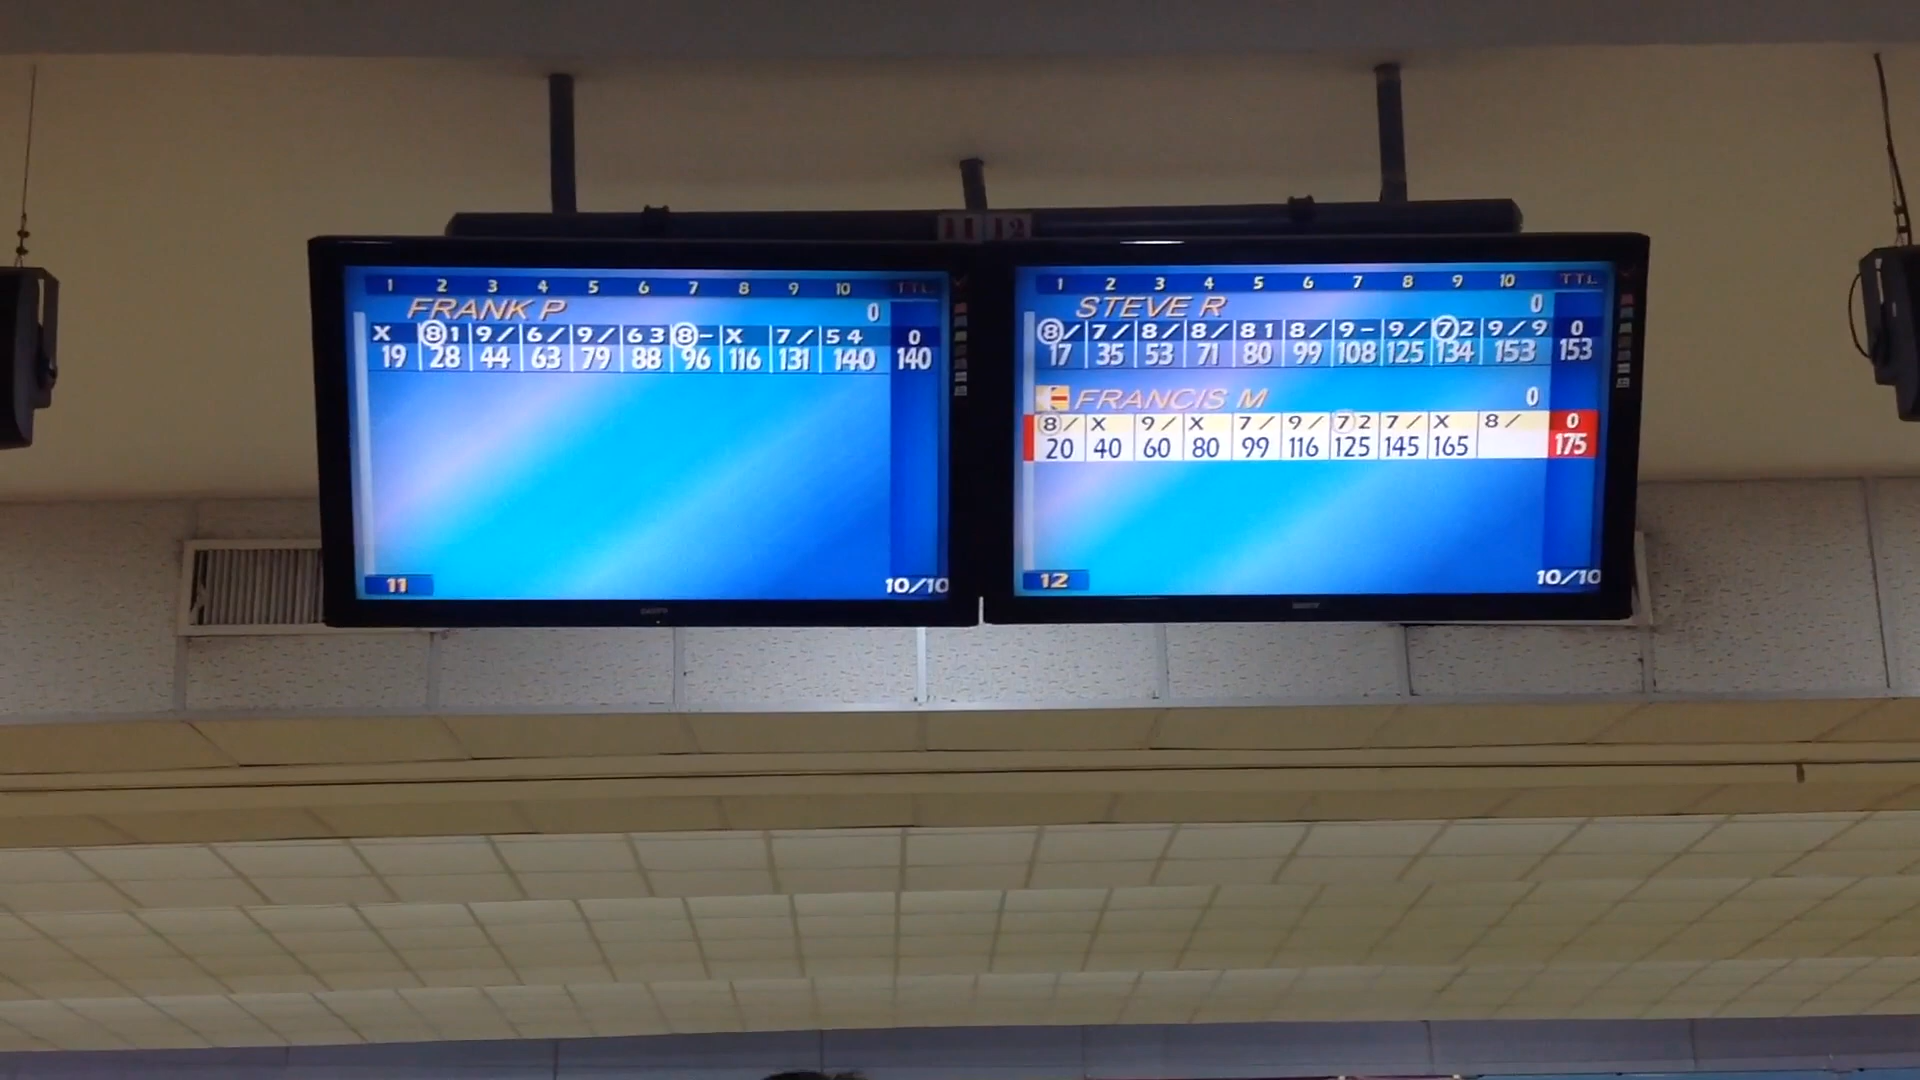 11 12
1 2 3 4 5 6 7 8 9 10 TTL
FRANK P 0
X 8 1 9 / 6 / 9 / 6 3 8 - X 7 / 5 4 0
19 28 44 63 79 88 96 116 131 140 140
11 10/10
1 2 3 4 5 6 7 8 9 10 TTL
STEVE R 0
8 / 7 / 8 / 8 / 8 1 8 / 9 - 9 / 7 2 9 / 9 0
17 35 53 71 80 99 108 125 134 153 153
FRANCIS M 0
8 / X 9 / X 7 / 9 / 7 2 7 / X 8 / 0
20 40 60 80 99 116 125 145 165 175
12 10/10